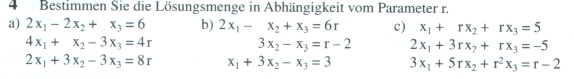 4 Bestimmen Sie die Lösungsmenge in Abhängigkeit vom Parameter r.
a) 2x₁ − 2x₂ + x₃ = 6 b) 2x₁ − x₂ + x₃ = 6r c) x₁ + rx₂ + rx₃ = 5
4x₁ + x₂ − 3x₃ = 4r 3x₂ − x₃ = r − 2 2x₁ + 3rx₂ + rx₃ = −5
2x₁ + 3x₂ − 3x₃ = 8r x₁ + 3x₂ − x₃ = 3 3x₁ + 5rx₂ + r²x₃ = r − 2